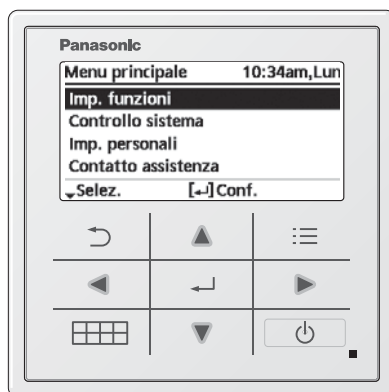 Panasonic
Menu principale 10:34am,Lun
Imp. funzioni
Controllo sistema
Imp. personali
Contatto assistenza
Selez. [↵]Conf.